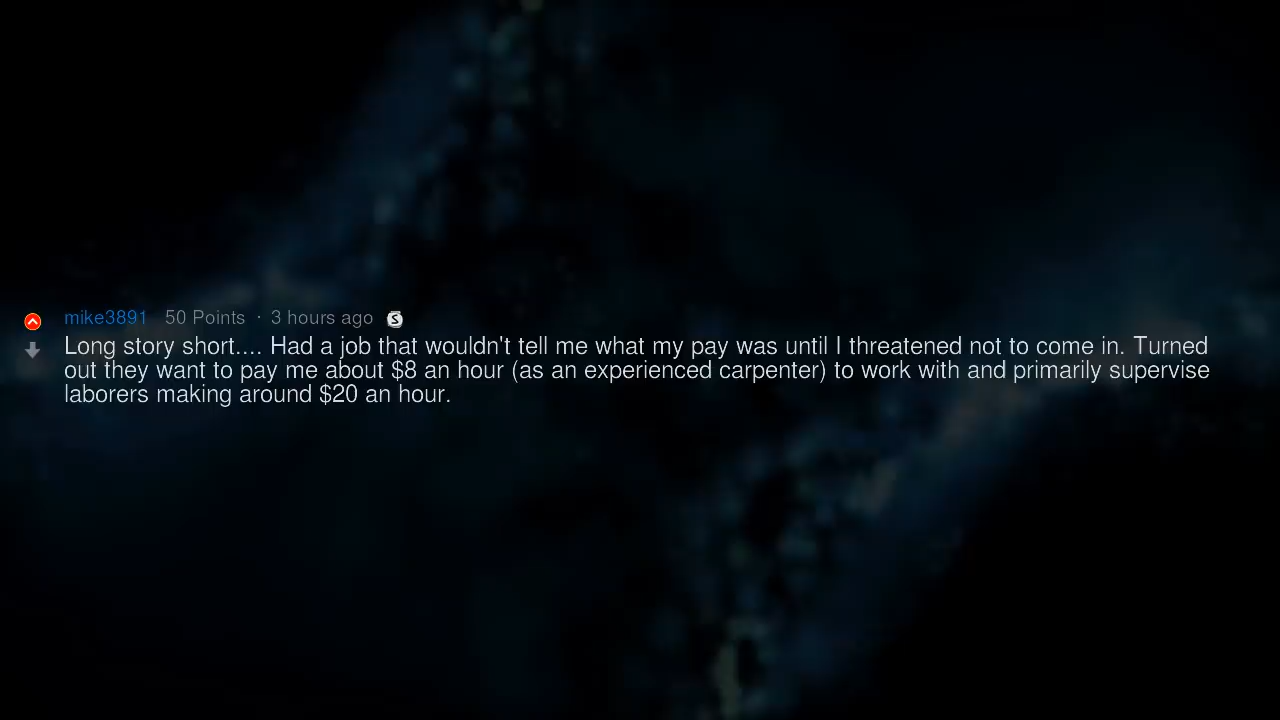 mike3891 50 Points · 3 hours ago S
Long story short.... Had a job that wouldn't tell me what my pay was until I threatened not to come in. Turned
out they want to pay me about $8 an hour (as an experienced carpenter) to work with and primarily supervise
laborers making around $20 an hour.